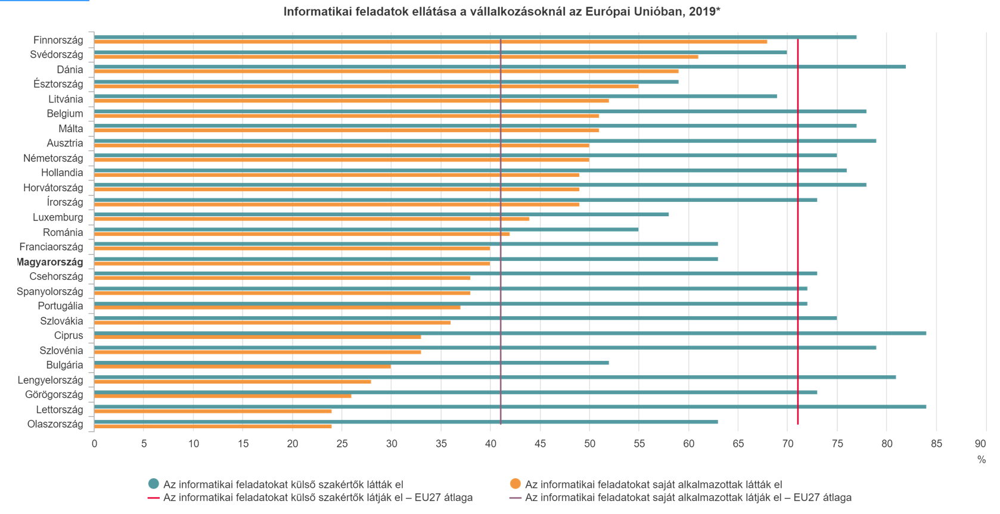 Informatikai feladatok ellátása a vállalkozásoknál az Európai Unióban, 2019*
Finnország
Svédország
Dánia
Észtország
Litvánia
Belgium
Málta
Ausztria
Németország
Hollandia
Horvátország
Írország
Luxemburg
Románia
Franciaország
Magyarország
Csehország
Spanyolország
Portugália
Szlovákia
Ciprus
Szlovénia
Bulgária
Lengyelország
Görögország
Lettország
Olaszország
0 5 10 15 20 25 30 35 40 45 50 55 60 65 70 75 80 85 90
%
Az informatikai feladatokat külső szakértők látták el Az informatikai feladatokat saját alkalmazottak látták el
Az informatikai feladatokat külső szakértők látják el – EU27 átlaga Az informatikai feladatokat saját alkalmazottak látják el – EU27 átlaga